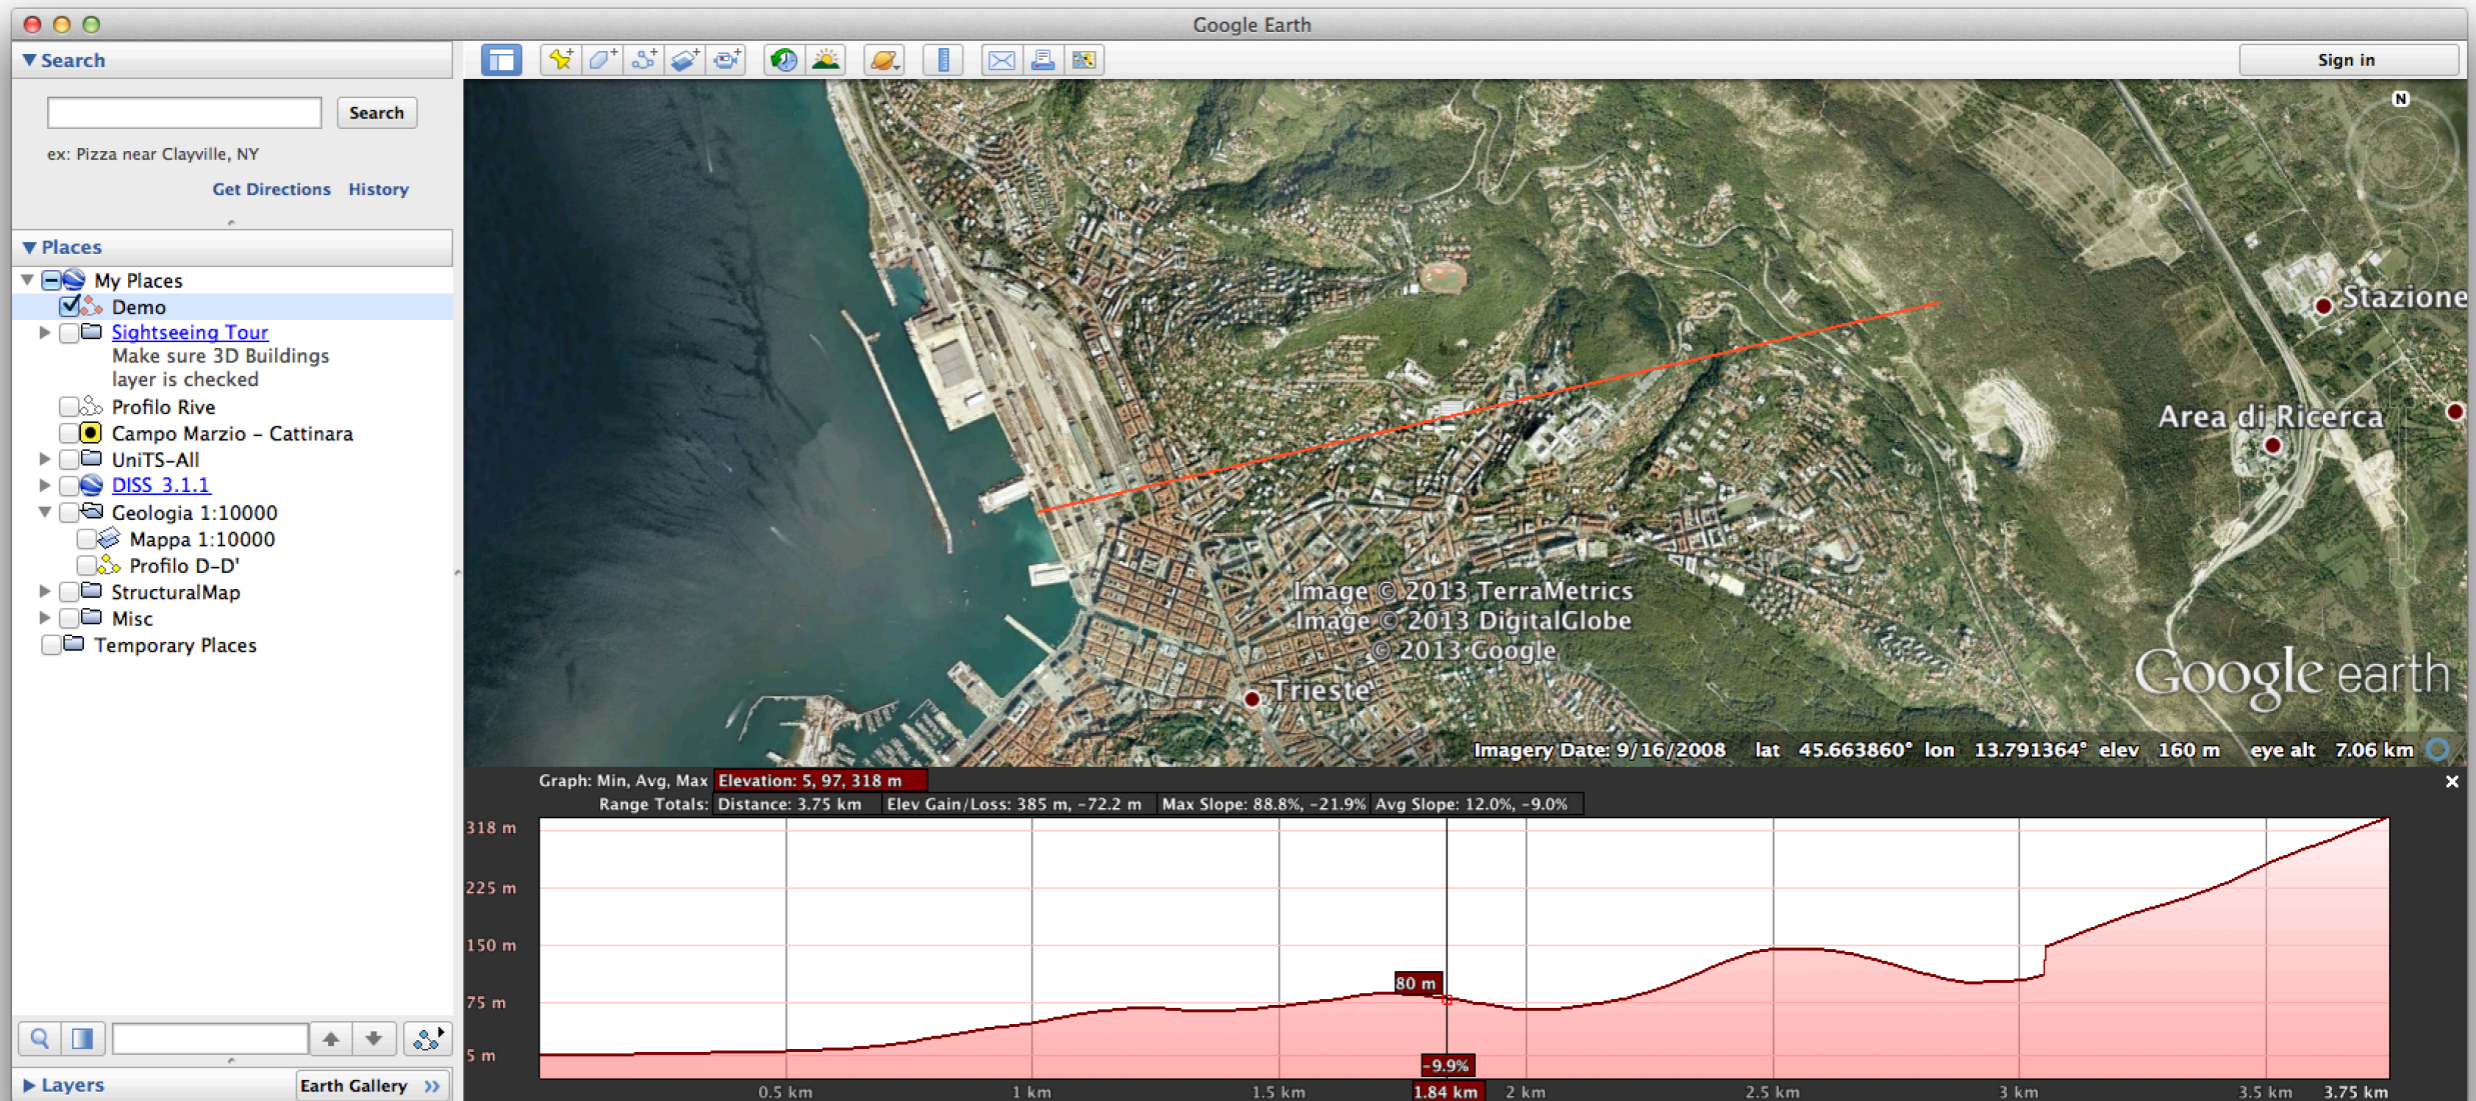 Google Earth
Search
Sign in
Search
ex: Pizza near Clayville, NY
Get Directions History
Places
My Places
Demo
Sightseeing Tour
Make sure 3D Buildings
layer is checked
Profilo Rive
Campo Marzio - Cattinara
UniTS-All
DISS 3.1.1
Geologia 1:10000
Mappa 1:10000
Profilo D-D'
StructuralMap
Misc
Temporary Places
Layers
Earth Gallery >>
N
Stazione
Area di Ricerca
Image © 2013 TerraMetrics
Image © 2013 DigitalGlobe
© 2013 Google
Trieste
Google earth
Imagery Date: 9/16/2008 lat 45.663860° lon 13.791364° elev 160 m eye alt 7.06 km
Graph: Min, Avg, Max Elevation: 5, 97, 318 m
Range Totals: Distance: 3.75 km Elev Gain/Loss: 385 m, -72.2 m Max Slope: 88.8%, -21.9% Avg Slope: 12.0%, -9.0%
318 m
225 m
150 m
80 m
75 m
5 m
-9.9%
0.5 km 1 km 1.5 km 1.84 km 2 km 2.5 km 3 km 3.5 km 3.75 km